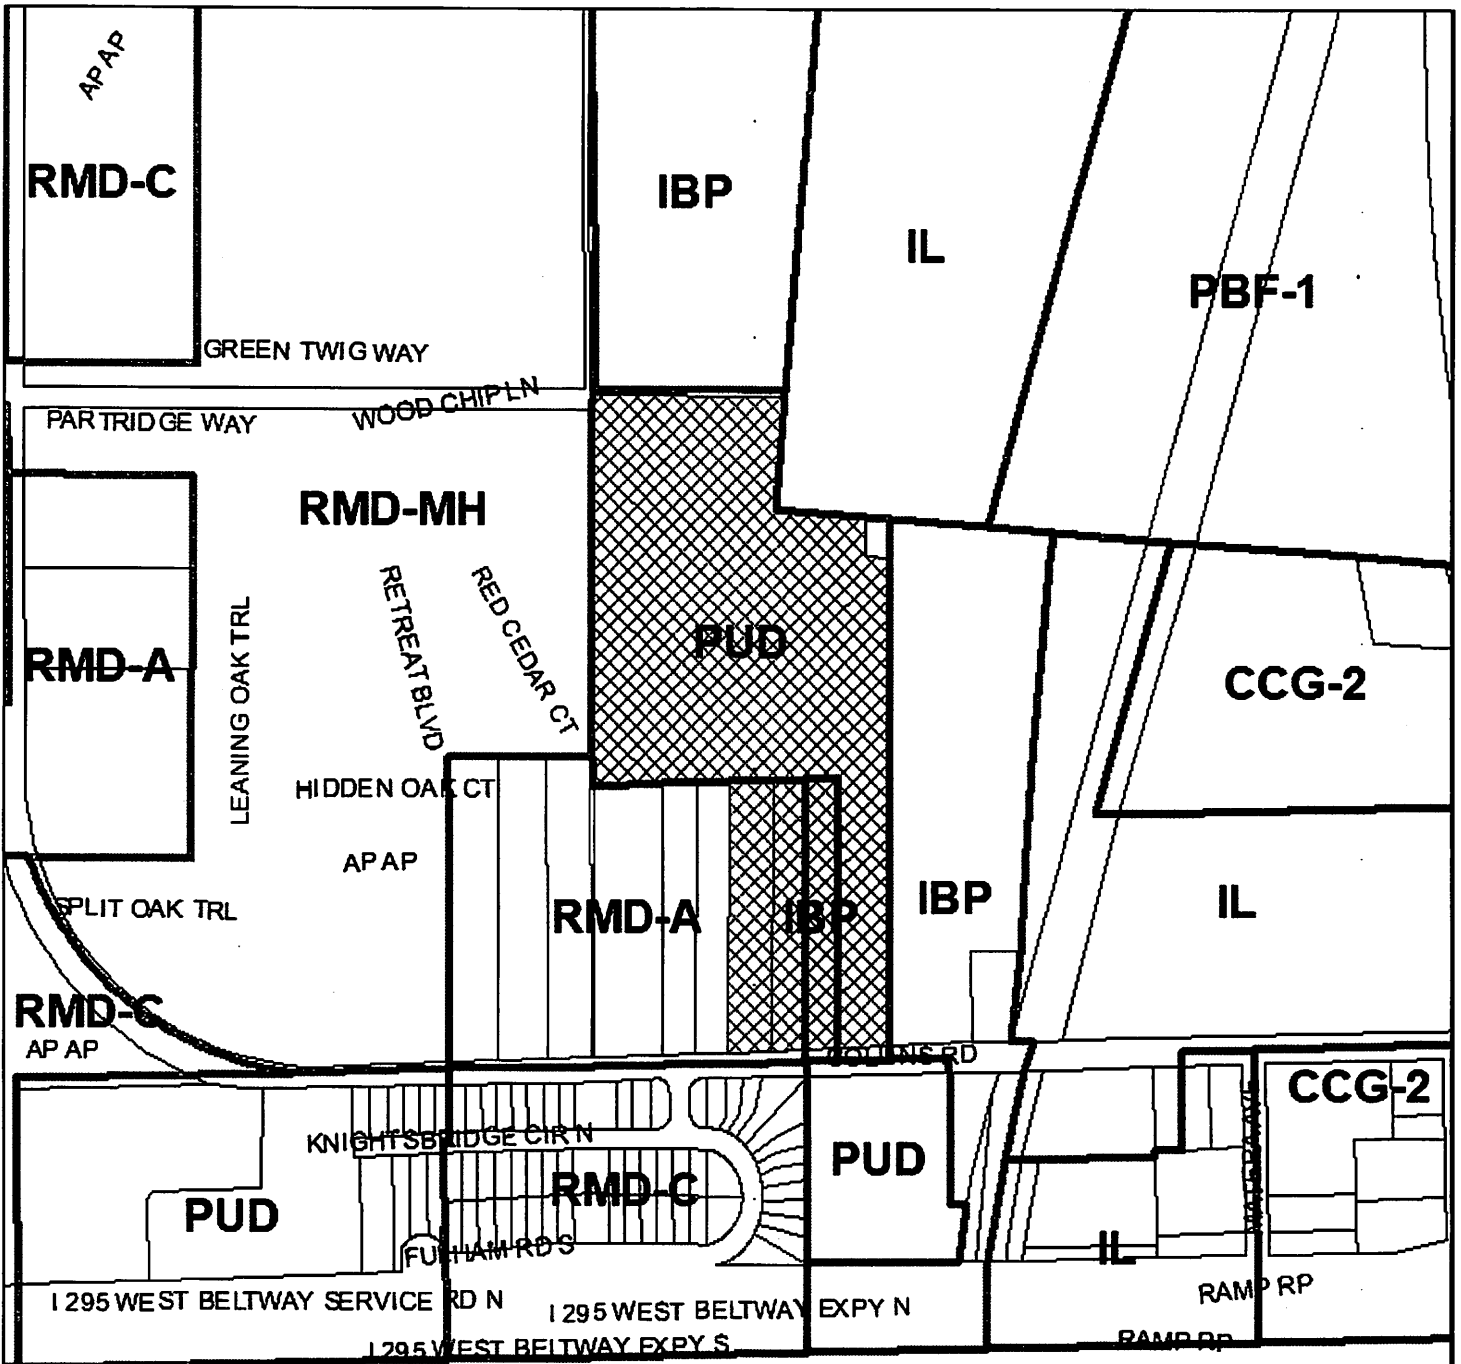 AP AP
RMD-C
IBP
IL
PBF-1
GREEN TWIG WAY
WOOD CHIP LN
PARTRIDGE WAY
RMD-MH
RETREAT BLVD
RED CEDAR CT
LEANING OAK TRL
RMD-A
PUD
CCG-2
HIDDEN OAK CT
AP AP
SPLIT OAK TRL
RMD-A
IBP
IBP
IL
RMD-C
AP AP
COLLINS RD
CCG-2
KNIGHTSBRIDGE CIR N
PUD
RMD-C
PUD
FULHAM RD S
IL
I 295 WEST BELTWAY SERVICE RD N
I 295 WEST BELTWAY EXPY N
RAMP RP
I 295 WEST BELTWAY EXPY S
RAMP RP